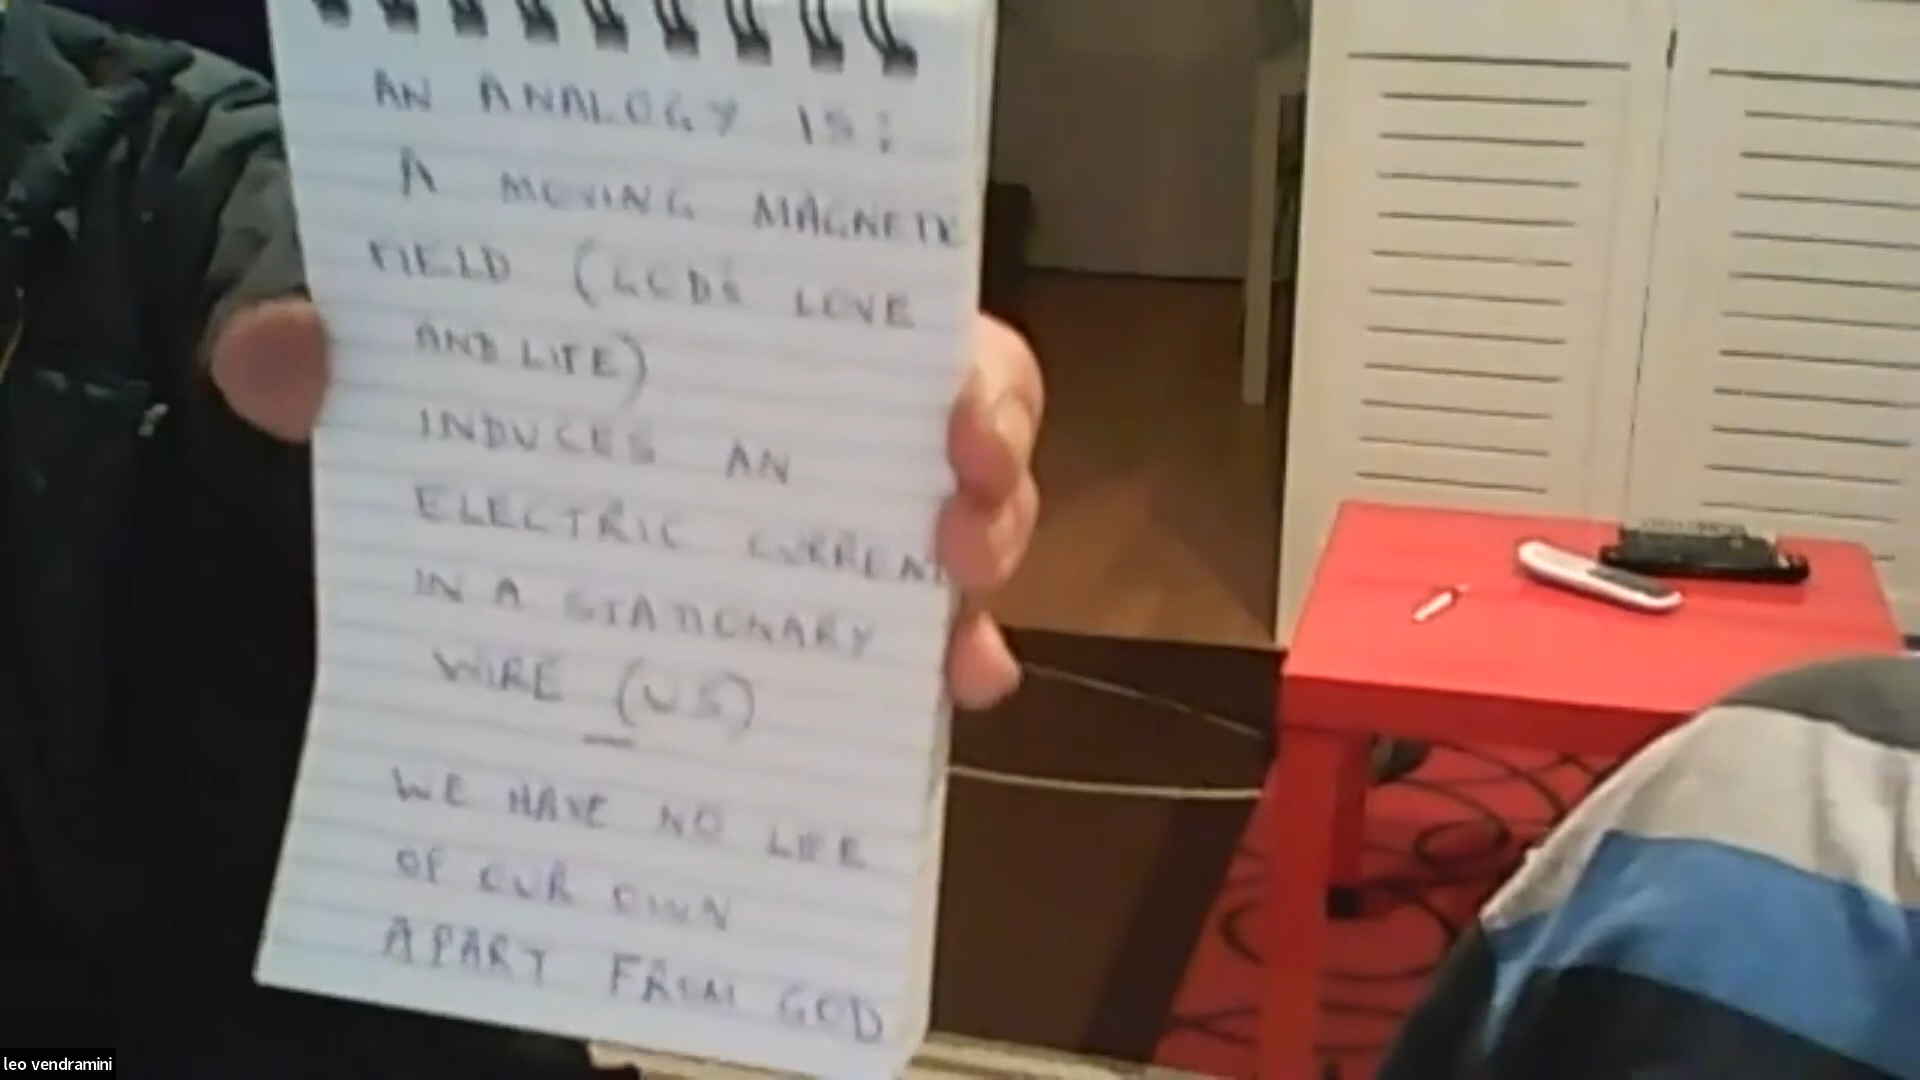 AN ANALOGY IS:
A MOVING MAGNETIC
FIELD (GODS LOVE
AND LIFE)
INDUCES AN
ELECTRIC CURRENT
IN A STATIONARY
WIRE (US)
WE HAVE NO LIFE
OF OUR OWN
APART FROM GOD
leo vendramini